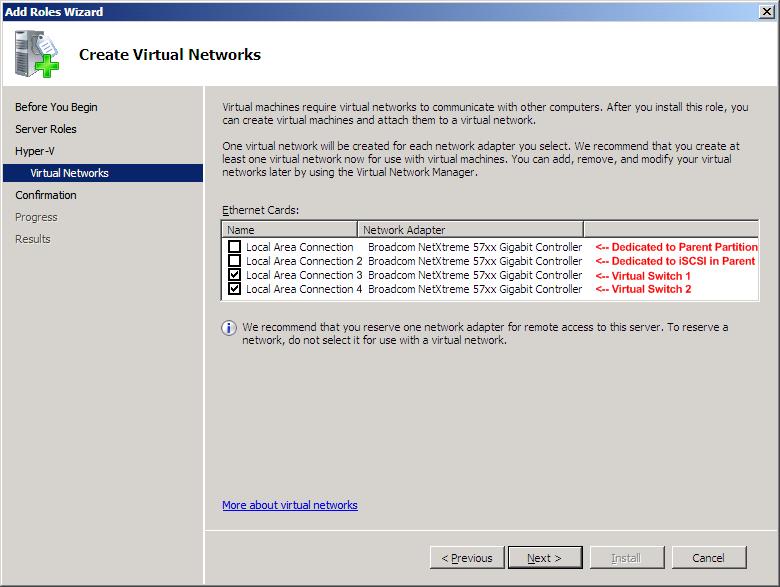 Add Roles Wizard
Create Virtual Networks
Before You Begin
Server Roles
Hyper-V
Virtual Networks
Confirmation
Progress
Results
Virtual machines require virtual networks to communicate with other computers. After you install this role, you
can create virtual machines and attach them to a virtual network.
One virtual network will be created for each network adapter you select. We recommend that you create at
least one virtual network now for use with virtual machines. You can add, remove, and modify your virtual
networks later by using the Virtual Network Manager.
Ethernet Cards:
Name Network Adapter
Local Area Connection Broadcom NetXtreme 57xx Gigabit Controller <-- Dedicated to Parent Partition
Local Area Connection 2 Broadcom NetXtreme 57xx Gigabit Controller <-- Dedicated to iSCSI in Parent
Local Area Connection 3 Broadcom NetXtreme 57xx Gigabit Controller <-- Virtual Switch 1
Local Area Connection 4 Broadcom NetXtreme 57xx Gigabit Controller <-- Virtual Switch 2
We recommend that you reserve one network adapter for remote access to this server. To reserve a
network, do not select it for use with a virtual network.
More about virtual networks
< Previous Next > Install Cancel